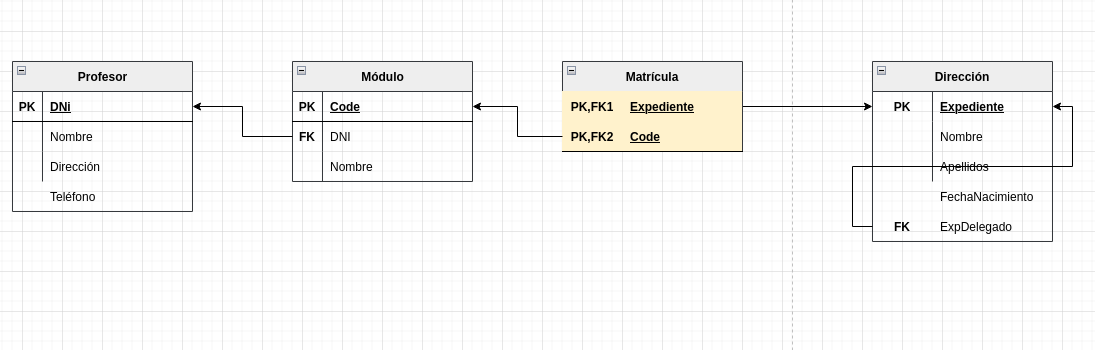 Profesor
PK DNi
Nombre
Dirección
Teléfono
Módulo
PK Code
FK DNI
Nombre
Matrícula
PK,FK1 Expediente
PK,FK2 Code
Dirección
PK Expediente
Nombre
Apellidos
FechaNacimiento
FK ExpDelegado